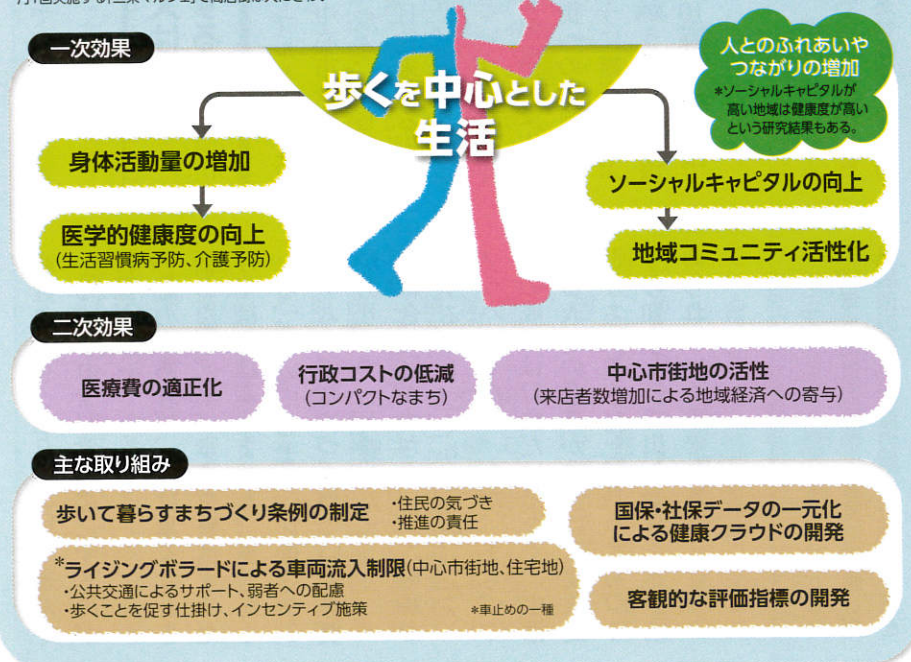 一次効果
歩くを中心とした
生活
人とのふれあいや
つながりの増加
*ソーシャルキャピタルが
高い地域は健康度が高い
という研究結果もある。
身体活動量の増加
医学的健康度の向上
(生活習慣病予防、介護予防)
ソーシャルキャピタルの向上
地域コミュニティ活性化
二次効果
医療費の適正化
行政コストの低減
(コンパクトなまち)
中心市街地の活性
(来店者数増加による地域経済への寄与)
主な取り組み
歩いて暮らすまちづくり条例の制定
・住民の気づき
・推進の責任
*ライジングボラードによる車両流入制限(中心市街地、住宅地)
・公共交通によるサポート、弱者への配慮
・歩くことを促す仕掛け、インセンティブ施策
*車止めの一種
国保・社保データの一元化
による健康クラウドの開発
客観的な評価指標の開発